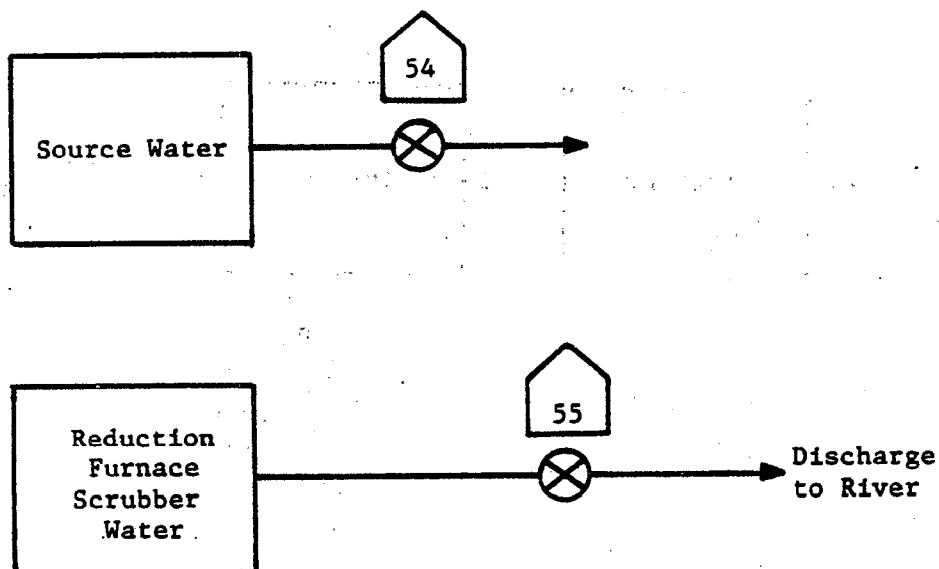 54
Source Water
55
Reduction
Furnace
Scrubber
Water
Discharge
to River